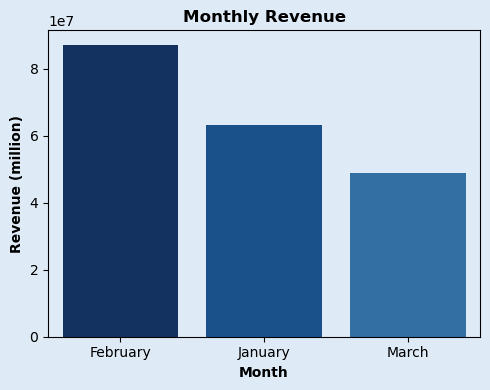 Monthly Revenue
1e7
8
6
4
2
0
Revenue (million)
February January March
Month